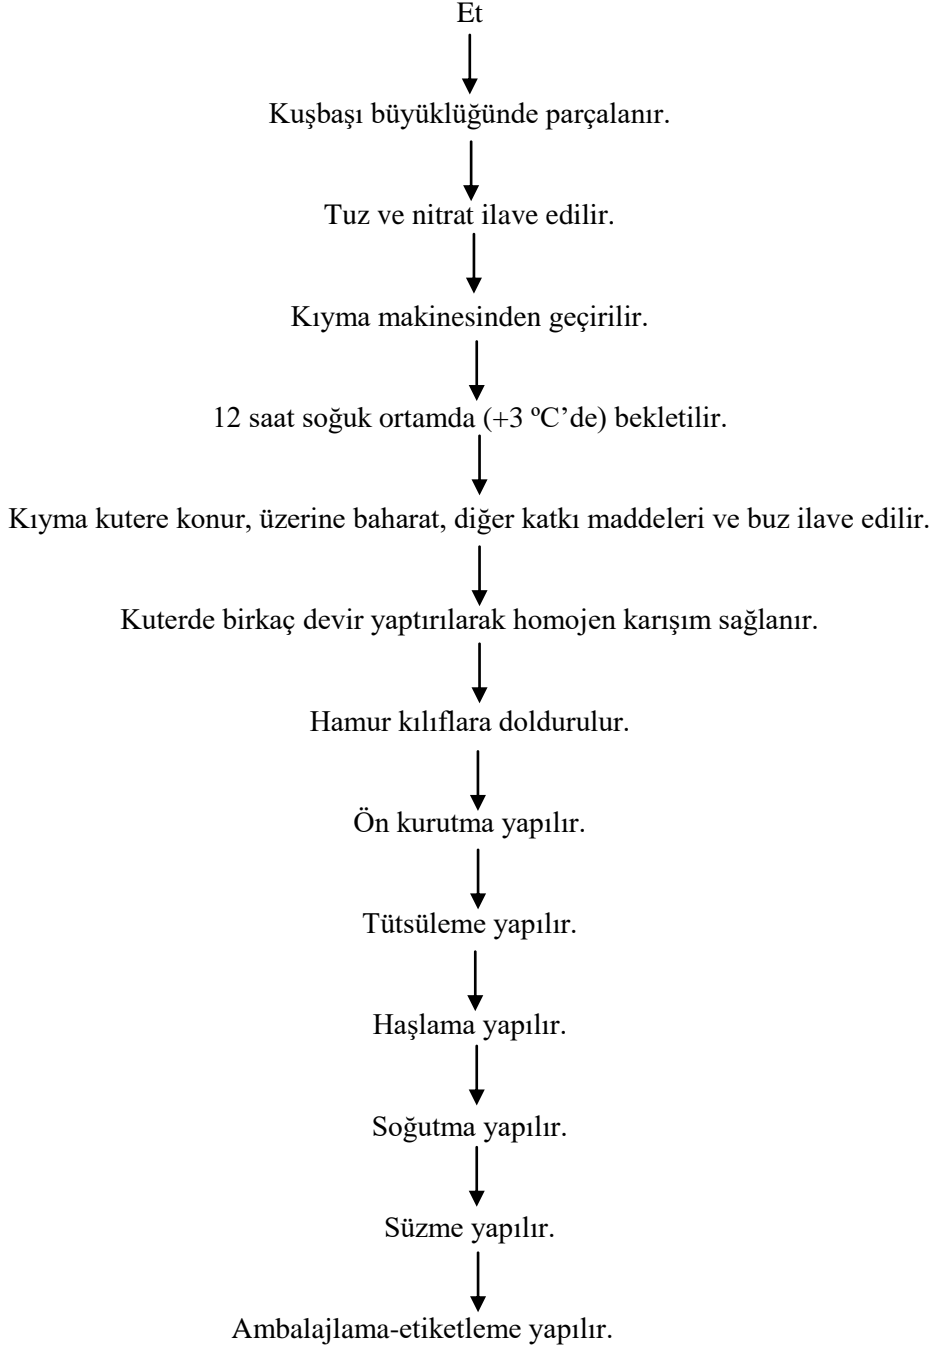 Et
Kuşbaşı büyüklüğünde parçalanır.
Tuz ve nitrat ilave edilir.
Kıyma makinesinden geçirilir.
12 saat soğuk ortamda (+3 ºC’de) bekletilir.
Kıyma kutere konur, üzerine baharat, diğer katkı maddeleri ve buz ilave edilir.
Kuterde birkaç devir yaptırılarak homojen karışım sağlanır.
Hamur kılıflara doldurulur.
Ön kurutma yapılır.
Tütsüleme yapılır.
Haşlama yapılır.
Soğutma yapılır.
Süzme yapılır.
Ambalajlama-etiketleme yapılır.